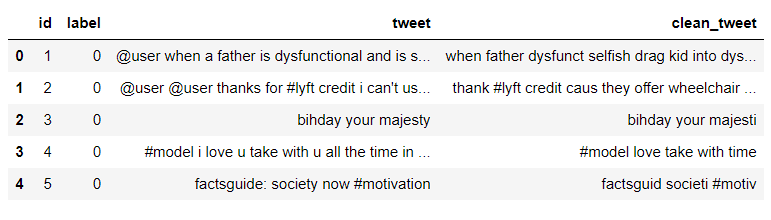 id label tweet clean_tweet
0 1 0 @user when a father is dysfunctional and is s... when father dysfunct selfish drag kid into dys...
1 2 0 @user @user thanks for #lyft credit i can't us... thank #lyft credit caus they offer wheelchair ...
2 3 0 bihday your majesty bihday your majesti
3 4 0 #model i love u take with u all the time in ... #model love take with time
4 5 0 factsguide: society now #motivation factsguid societi #motiv